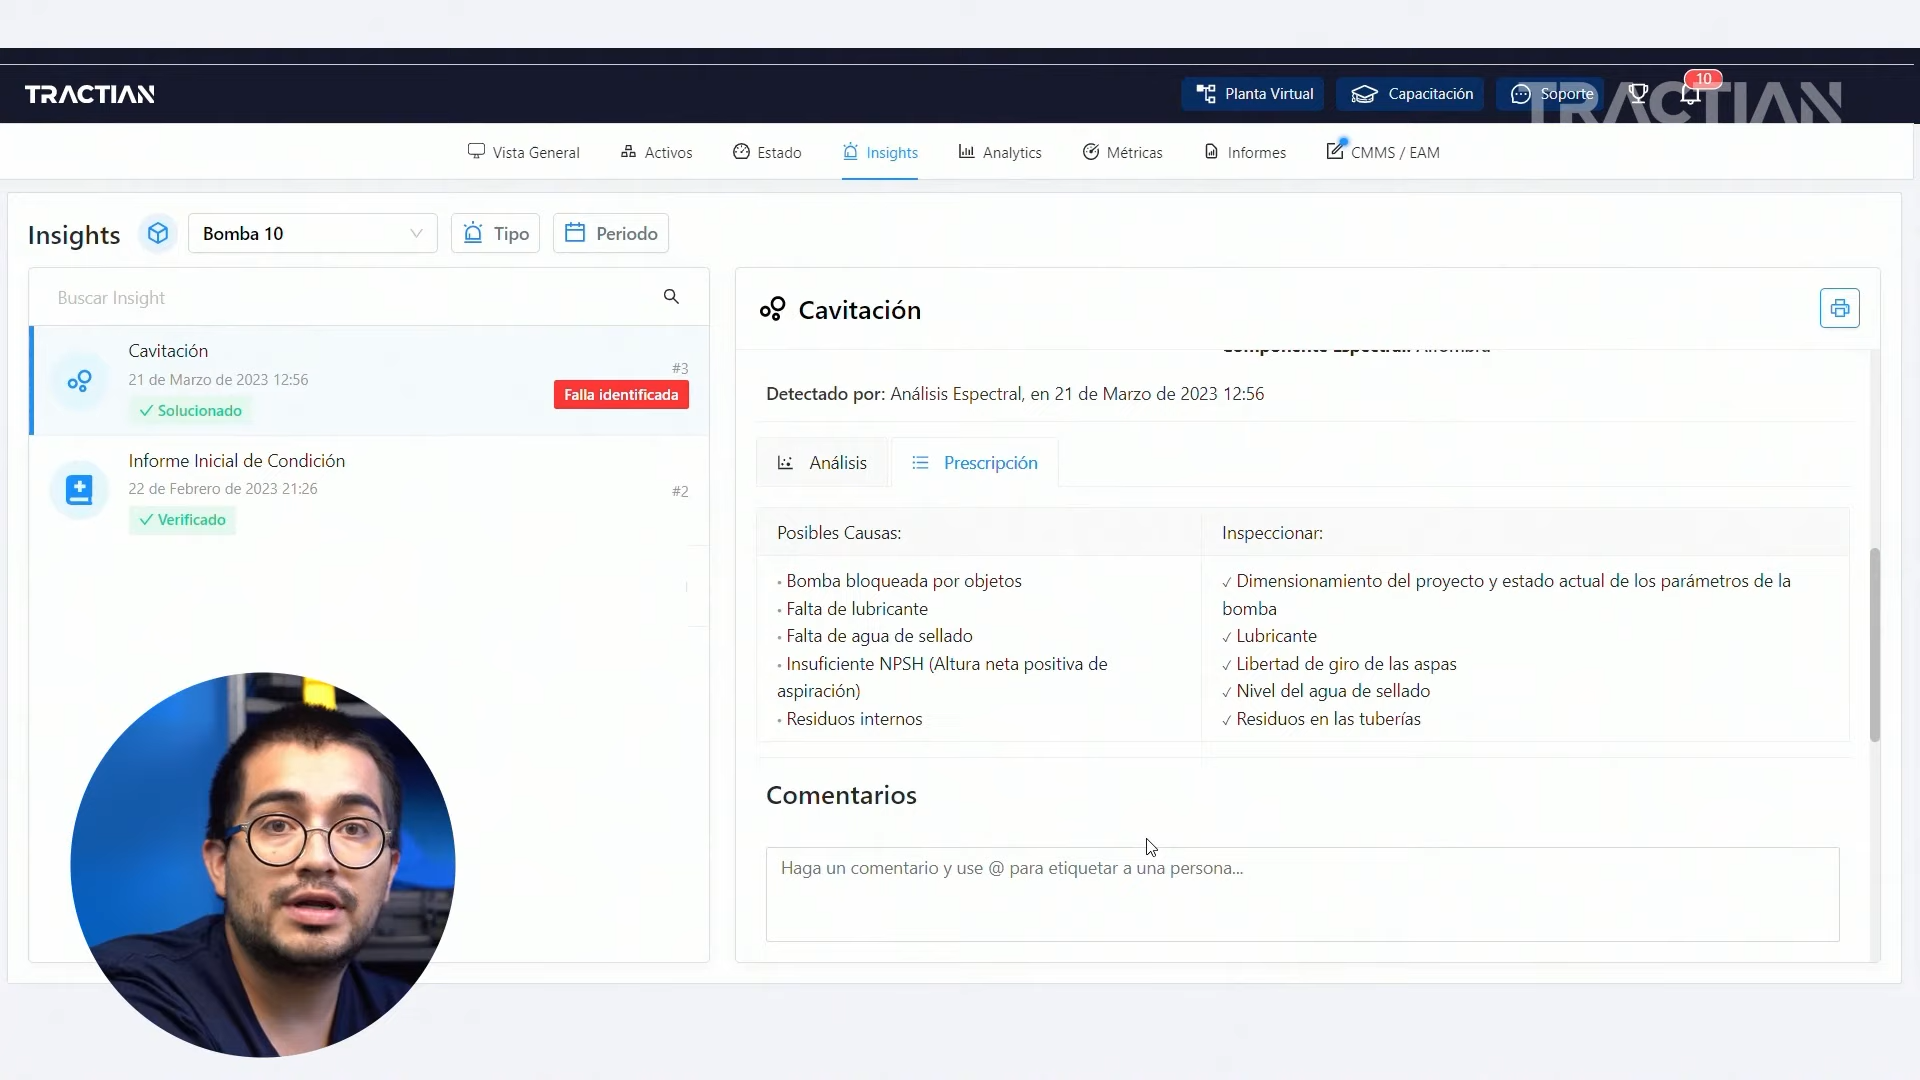 TRACTIAN
Planta Virtual
Capacitación
Soporte
10
TRACTIAN
Vista General
Activos
Estado
Insights
Analytics
Métricas
Informes
CMMS / EAM
Insights
Bomba 10
Tipo
Periodo
Buscar Insight
Cavitación
21 de Marzo de 2023 12:56
#3
Falla identificada
✓ Solucionado
Informe Inicial de Condición
22 de Febrero de 2023 21:26
#2
✓ Verificado
Cavitación
Componente Espectral: Alfombra
Detectado por: Análisis Espectral, en 21 de Marzo de 2023 12:56
Análisis
Prescripción
Posibles Causas:
• Bomba bloqueada por objetos
• Falta de lubricante
• Falta de agua de sellado
• Insuficiente NPSH (Altura neta positiva de
aspiración)
• Residuos internos
Inspeccionar:
✓ Dimensionamiento del proyecto y estado actual de los parámetros de la
bomba
✓ Lubricante
✓ Libertad de giro de las aspas
✓ Nivel del agua de sellado
✓ Residuos en las tuberías
Comentarios
Haga un comentario y use @ para etiquetar a una persona...